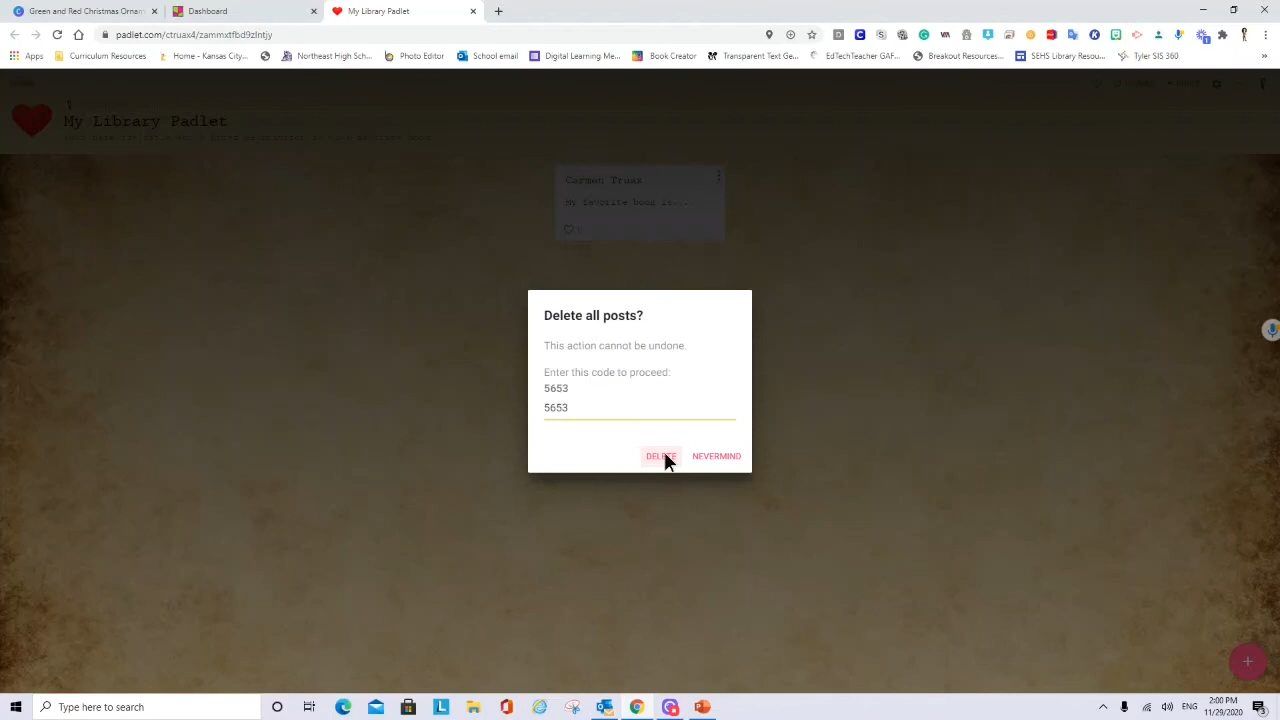 Green and Red Christmas Ornam
Dashboard
My Library Padlet
padlet.com/ctruax4/zammxtfbd9zlntjy
Apps
Curriculum Resources
Home - Kansas City...
Northeast High Sch...
Photo Editor
School email
Digital Learning Me...
Book Creator
Transparent Text Ge...
EdTechTeacher GAF...
Breakout Resources...
SEHS Library Resou...
Tyler SIS 360
My Library Padlet
Carmen Truax
My favorite book is....
Delete all posts?
This action cannot be undone.
Enter this code to proceed:
5653
5653
DELETE
NEVERMIND
Type here to search
ENG
2:00 PM
11/29/2020